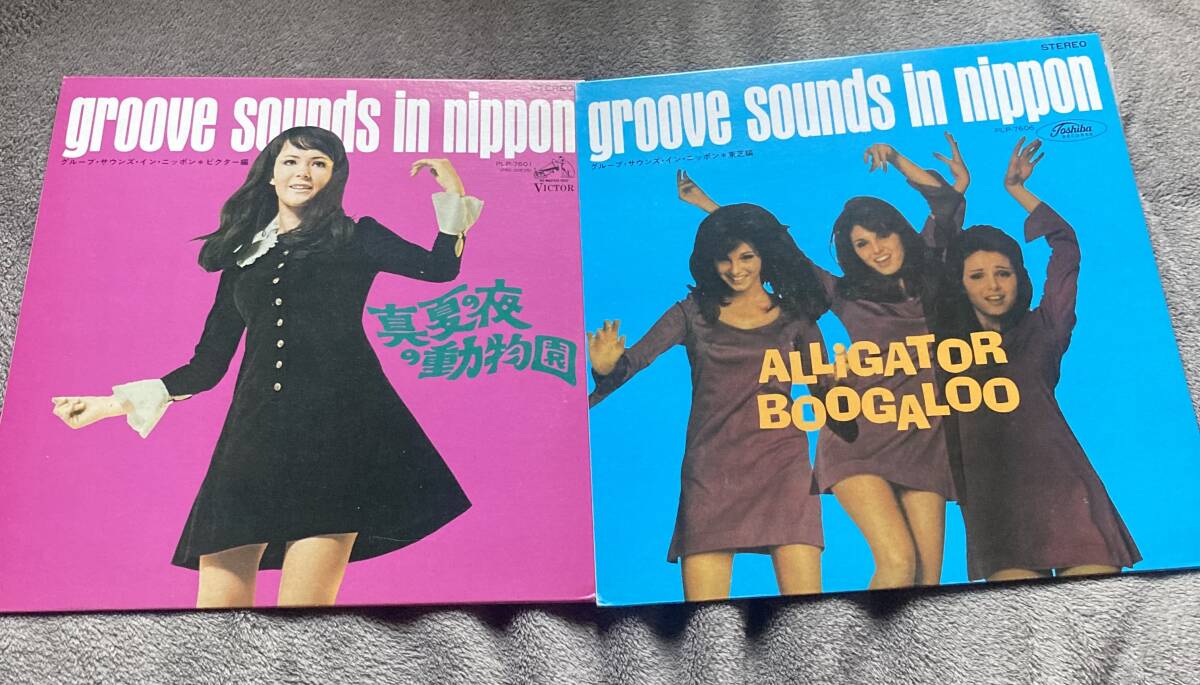 STEREO
groove sounds in nippon
グルーブ・サウンズ・イン・ニッポン★ビクター編
PLP-7601
VICTOR
真夏の夜
の動物園
STEREO
groove sounds in nippon
グルーブ・サウンズ・イン・ニッポン★東芝編
PLP-7606
Toshiba
RECORDS
ALLiGATOR
BOOGALOO